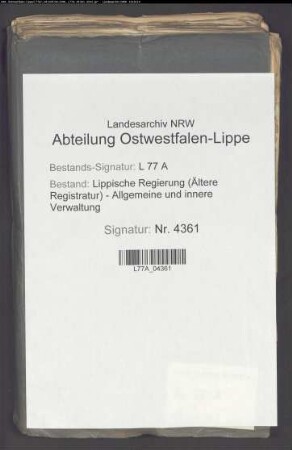 Landesarchiv NRW
Abteilung Ostwestfalen-Lippe
Bestands-Signatur: L 77 A
Bestand: Lippische Regierung (Ältere
Registratur) - Allgemeine und innere
Verwaltung
Signatur: Nr. 4361
L77A_04361